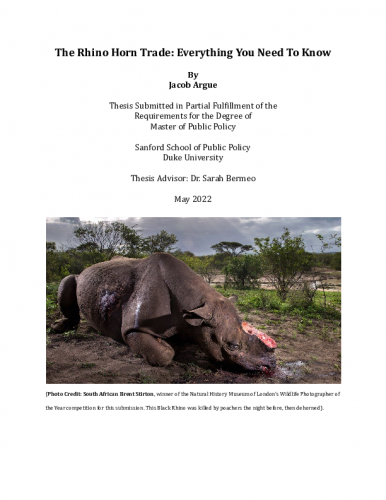 The Rhino Horn Trade: Everything You Need To Know
By
Jacob Argue
Thesis Submitted in Partial Fulfillment of the
Requirements for the Degree of
Master of Public Policy
Sanford School of Public Policy
Duke University
Thesis Advisor: Dr. Sarah Bermeo
May 2022
(Photo Credit: South African Brent Stirton, winner of the Natural History Museum of London's Wildlife Photographer of
the Year competition for this submission. This Black Rhino was killed by poachers the night before, then dehorned).